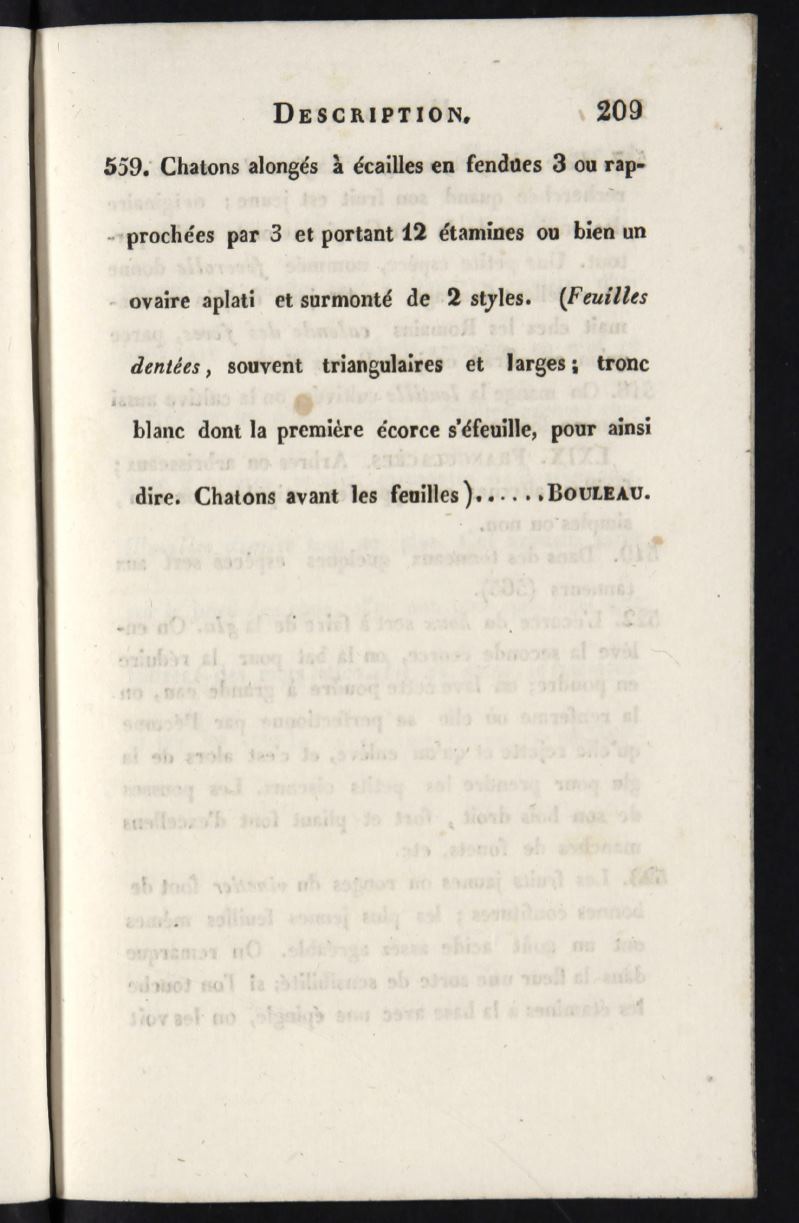 DESCRIPTION, 209
559. Chatons alongés à écailles en fendues 3 ou rap-
prochées par 3 et portant 12 étamines ou bien un
ovaire aplati et surmonté de 2 styles. (Feuilles
dentées, souvent triangulaires et larges; tronc
blanc dont la première écorce s'éfeuille, pour ainsi
dire. Chatons avant les feuilles).......BOULEAU.